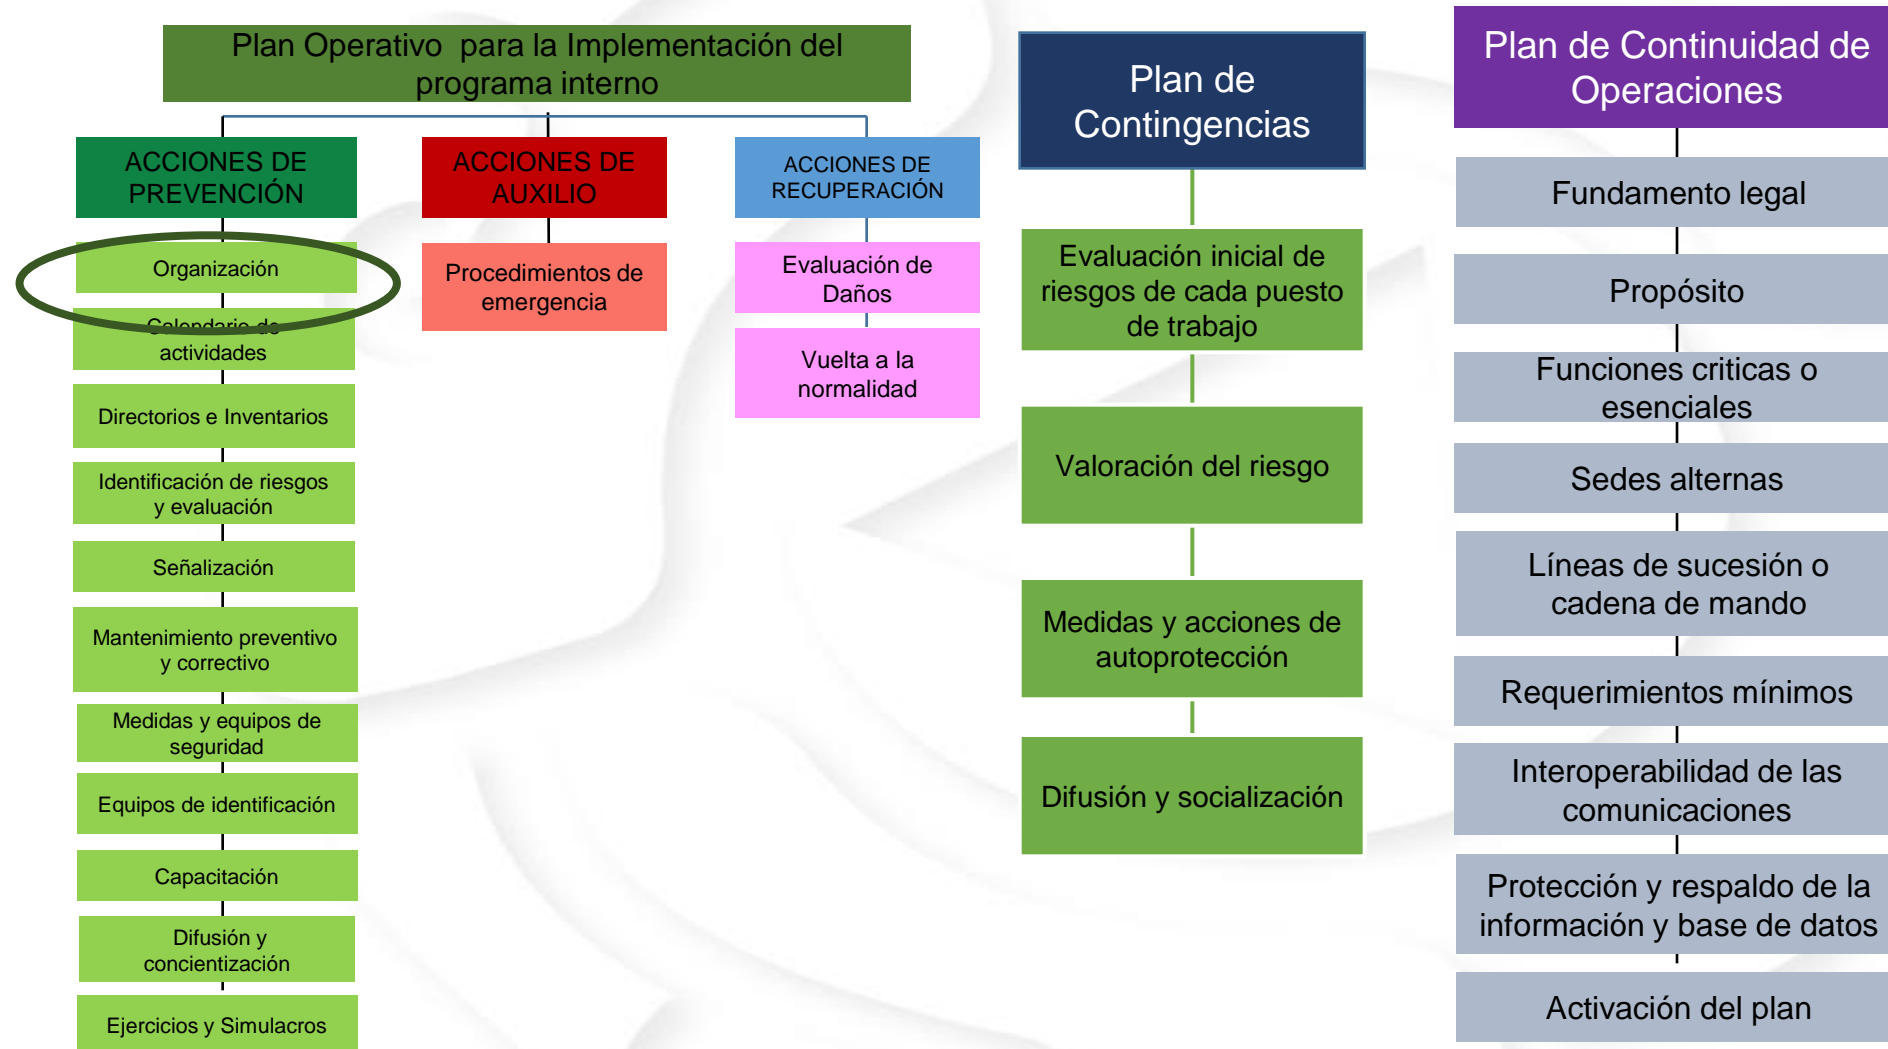 Plan Operativo para la Implementación del
programa interno
ACCIONES DE
PREVENCIÓN
Organización
Calendario de
actividades
Directorios e Inventarios
Identificación de riesgos
y evaluación
Señalización
Mantenimiento preventivo
y correctivo
Medidas y equipos de
seguridad
Equipos de identificación
Capacitación
Difusión y
concientización
Ejercicios y Simulacros
ACCIONES DE
AUXILIO
Procedimientos de
emergencia
ACCIONES DE
RECUPERACIÓN
Evaluación de
Daños
Vuelta a la
normalidad
Plan de
Contingencias
Evaluación inicial de
riesgos de cada puesto
de trabajo
Valoración del riesgo
Medidas y acciones de
autoprotección
Difusión y socialización
Plan de Continuidad de
Operaciones
Fundamento legal
Propósito
Funciones criticas o
esenciales
Sedes alternas
Líneas de sucesión o
cadena de mando
Requerimientos mínimos
Interoperabilidad de las
comunicaciones
Protección y respaldo de la
información y base de datos
Activación del plan